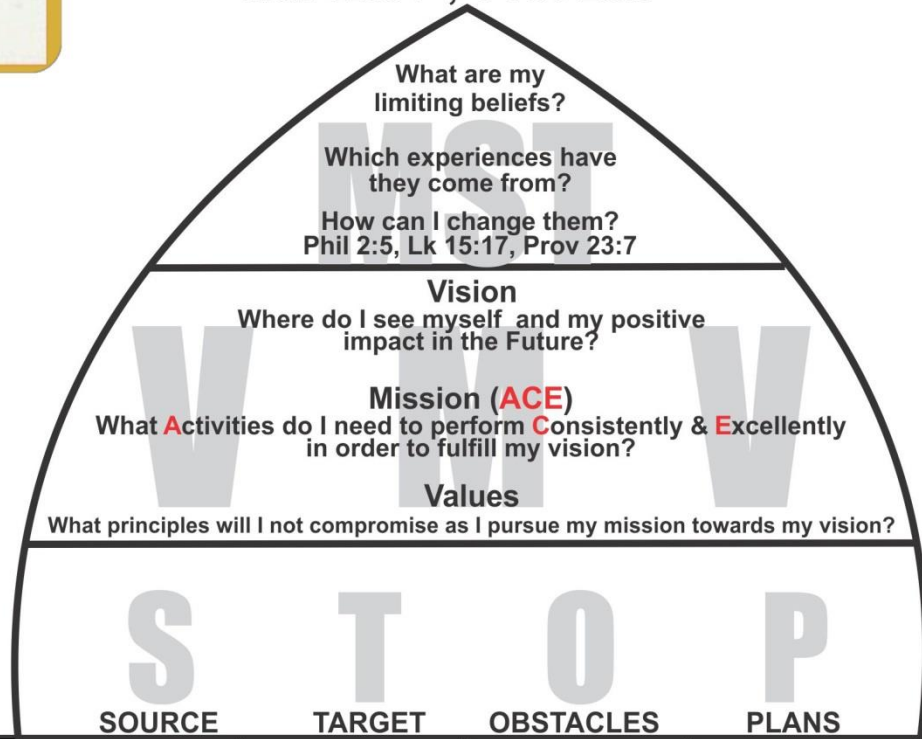 What are my
limiting beliefs?
MST
Which experiences have
they come from?
How can I change them?
Phil 2:5, Lk 15:17, Prov 23:7
Vision
Where do I see myself and my positive
impact in the Future?
V M V
Mission (ACE)
What Activities do I need to perform Consistently & Excellently
in order to fulfill my vision?
Values
What principles will I not compromise as I pursue my mission towards my vision?
S T O P
SOURCE TARGET OBSTACLES PLANS